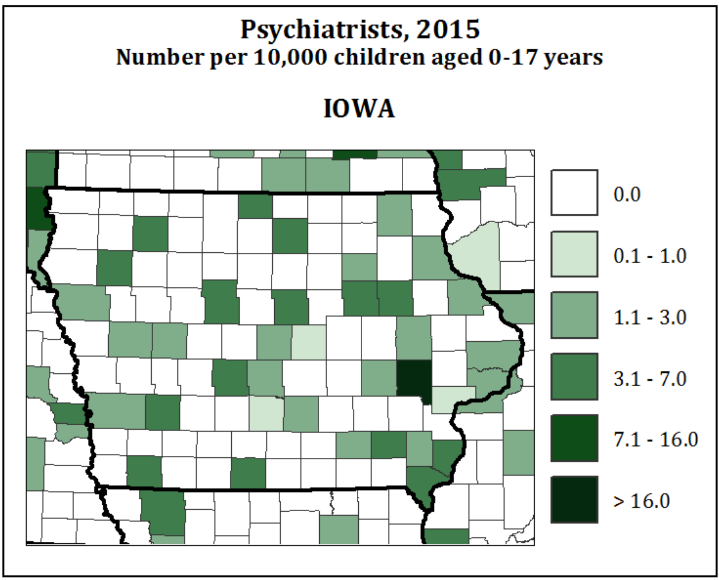 Psychiatrists, 2015
Number per 10,000 children aged 0-17 years
IOWA
0.0
0.1 - 1.0
1.1 - 3.0
3.1 - 7.0
7.1 - 16.0
> 16.0